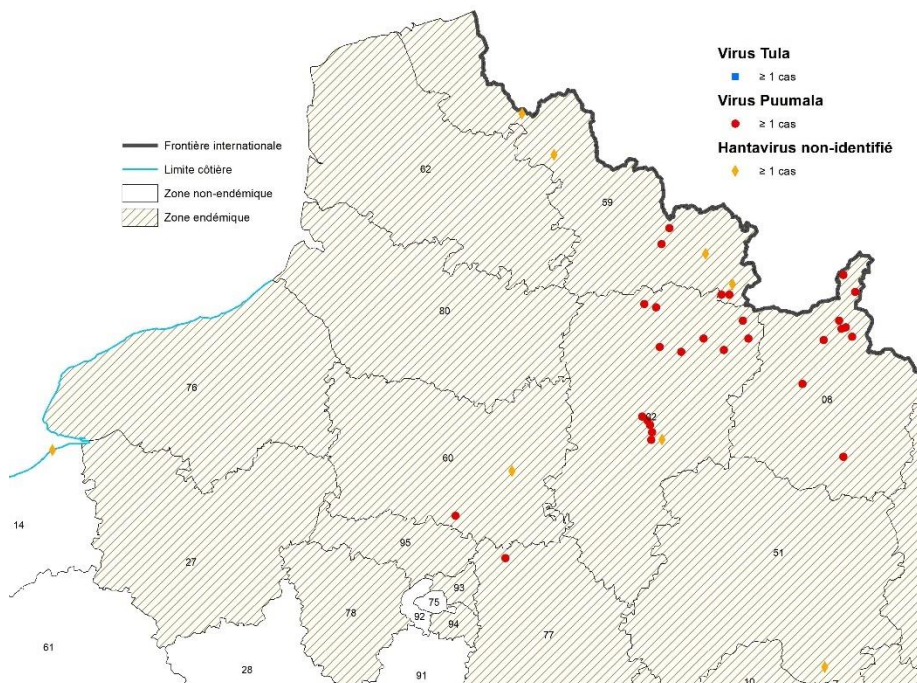 Virus Tula
≥ 1 cas
Virus Puumala
≥ 1 cas
Hantavirus non-identifié
≥ 1 cas
Frontière internationale
Limite côtière
Zone non-endémique
Zone endémique
62
59
80
76
02
08
60
14
95
51
27
93
75
78
92
94
77
61
28
91
10